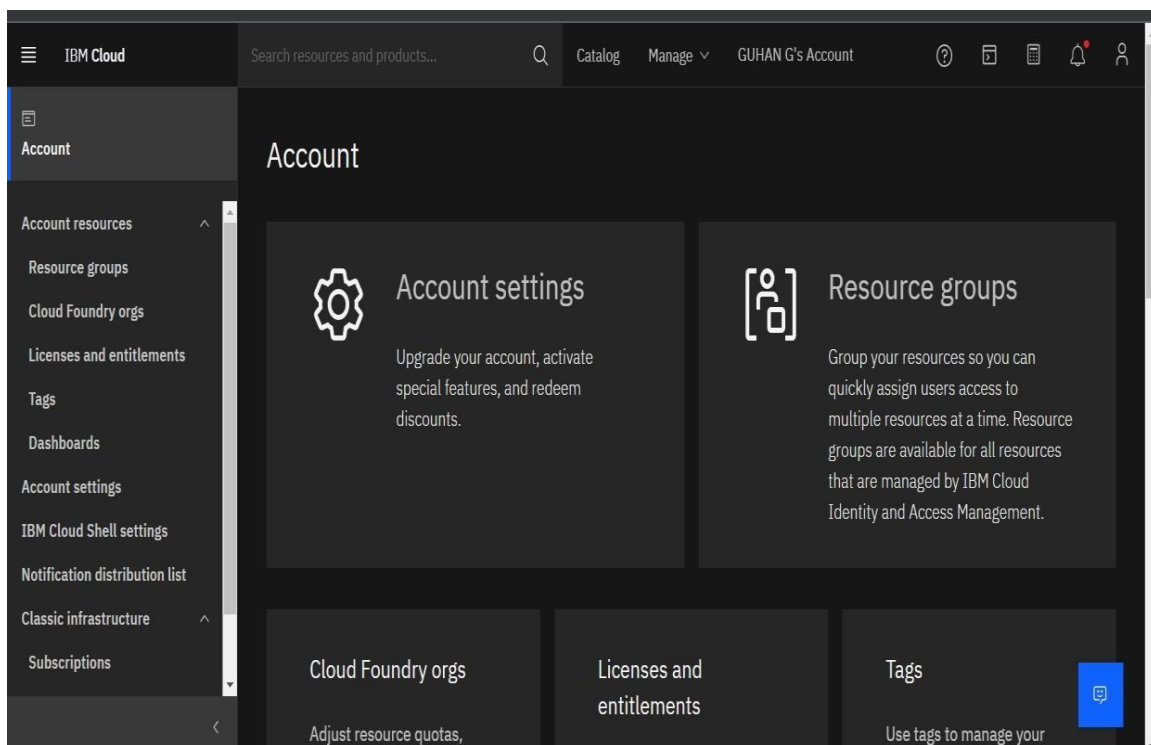 IBM Cloud
Search resources and products...
Catalog
Manage
GUHAN G's Account
Account
Account resources
Resource groups
Cloud Foundry orgs
Licenses and entitlements
Tags
Dashboards
Account settings
IBM Cloud Shell settings
Notification distribution list
Classic infrastructure
Subscriptions
Account
Account settings
Upgrade your account, activate
special features, and redeem
discounts.
Resource groups
Group your resources so you can
quickly assign users access to
multiple resources at a time. Resource
groups are available for all resources
that are managed by IBM Cloud
Identity and Access Management.
Cloud Foundry orgs
Adjust resource quotas,
Licenses and
entitlements
Tags
Use tags to manage your